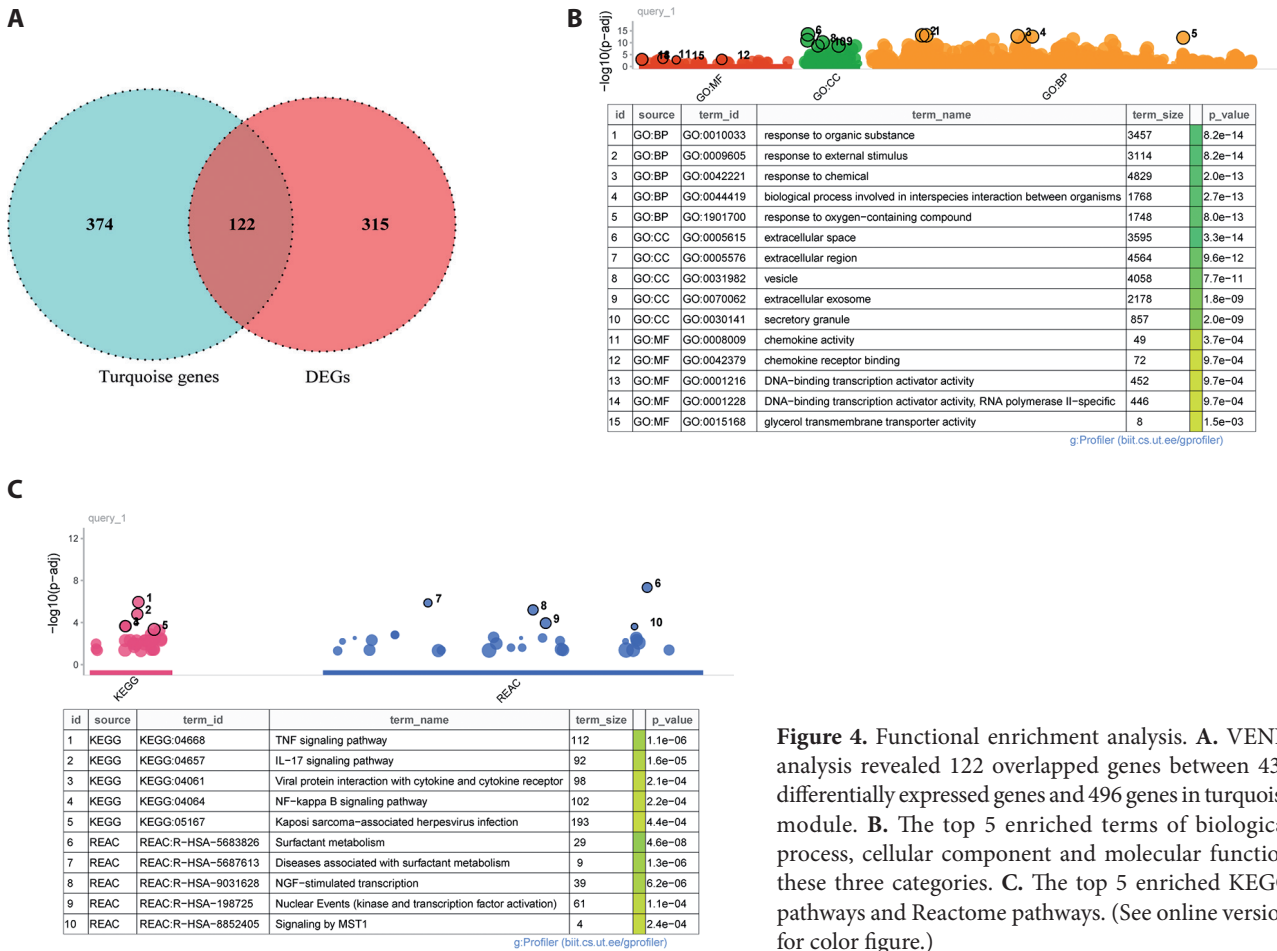 A
374
122
315
Turquoise genes
DEGs
B
query_1
−log10(p−adj)
15
10
5
0
6
8
9
11
15
12
3
4
5
GO:MF
GO:CC
GO:BP
id source term_id term_name term_size p_value
1 GO:BP GO:0010033 response to organic substance 3457 8.2e−14
2 GO:BP GO:0009605 response to external stimulus 3114 8.2e−14
3 GO:BP GO:0042221 response to chemical 4829 2.0e−13
4 GO:BP GO:0044419 biological process involved in interspecies interaction between organisms 1768 2.7e−13
5 GO:BP GO:1901700 response to oxygen−containing compound 1748 8.0e−13
6 GO:CC GO:0005615 extracellular space 3595 3.3e−14
7 GO:CC GO:0005576 extracellular region 4564 9.6e−12
8 GO:CC GO:0031982 vesicle 4058 7.7e−11
9 GO:CC GO:0070062 extracellular exosome 2178 1.8e−09
10 GO:CC GO:0030141 secretory granule 857 2.0e−09
11 GO:MF GO:0008009 chemokine activity 49 3.7e−04
12 GO:MF GO:0042379 chemokine receptor binding 72 9.7e−04
13 GO:MF GO:0001216 DNA−binding transcription activator activity 452 9.7e−04
14 GO:MF GO:0001228 DNA−binding transcription activator activity, RNA polymerase II−specific 446 9.7e−04
15 GO:MF GO:0015168 glycerol transmembrane transporter activity 8 1.5e−03
g:Profiler (biit.cs.ut.ee/gprofiler)
C
query_1
−log10(p−adj)
12
8
4
0
1
2
5
7
8
9
6
10
KEGG
REAC
id source term_id term_name term_size p_value
1 KEGG KEGG:04668 TNF signaling pathway 112 1.1e−06
2 KEGG KEGG:04657 IL−17 signaling pathway 92 1.6e−05
3 KEGG KEGG:04061 Viral protein interaction with cytokine and cytokine receptor 98 2.1e−04
4 KEGG KEGG:04064 NF−kappa B signaling pathway 102 2.2e−04
5 KEGG KEGG:05167 Kaposi sarcoma−associated herpesvirus infection 193 4.4e−04
6 REAC REAC:R−HSA−5683826 Surfactant metabolism 29 4.6e−08
7 REAC REAC:R−HSA−5687613 Diseases associated with surfactant metabolism 9 1.3e−06
8 REAC REAC:R−HSA−9031628 NGF−stimulated transcription 39 6.2e−06
9 REAC REAC:R−HSA−198725 Nuclear Events (kinase and transcription factor activation) 61 1.1e−04
10 REAC REAC:R−HSA−8852405 Signaling by MST1 4 2.4e−04
g:Profiler (biit.cs.ut.ee/gprofiler)
Figure 4. Functional enrichment analysis. A. VENN
analysis revealed 122 overlapped genes between 43
differentially expressed genes and 496 genes in turquois
module. B. The top 5 enriched terms of biologica
process, cellular component and molecular function
these three categories. C. The top 5 enriched KEGG
pathways and Reactome pathways. (See online version
for color figure.)